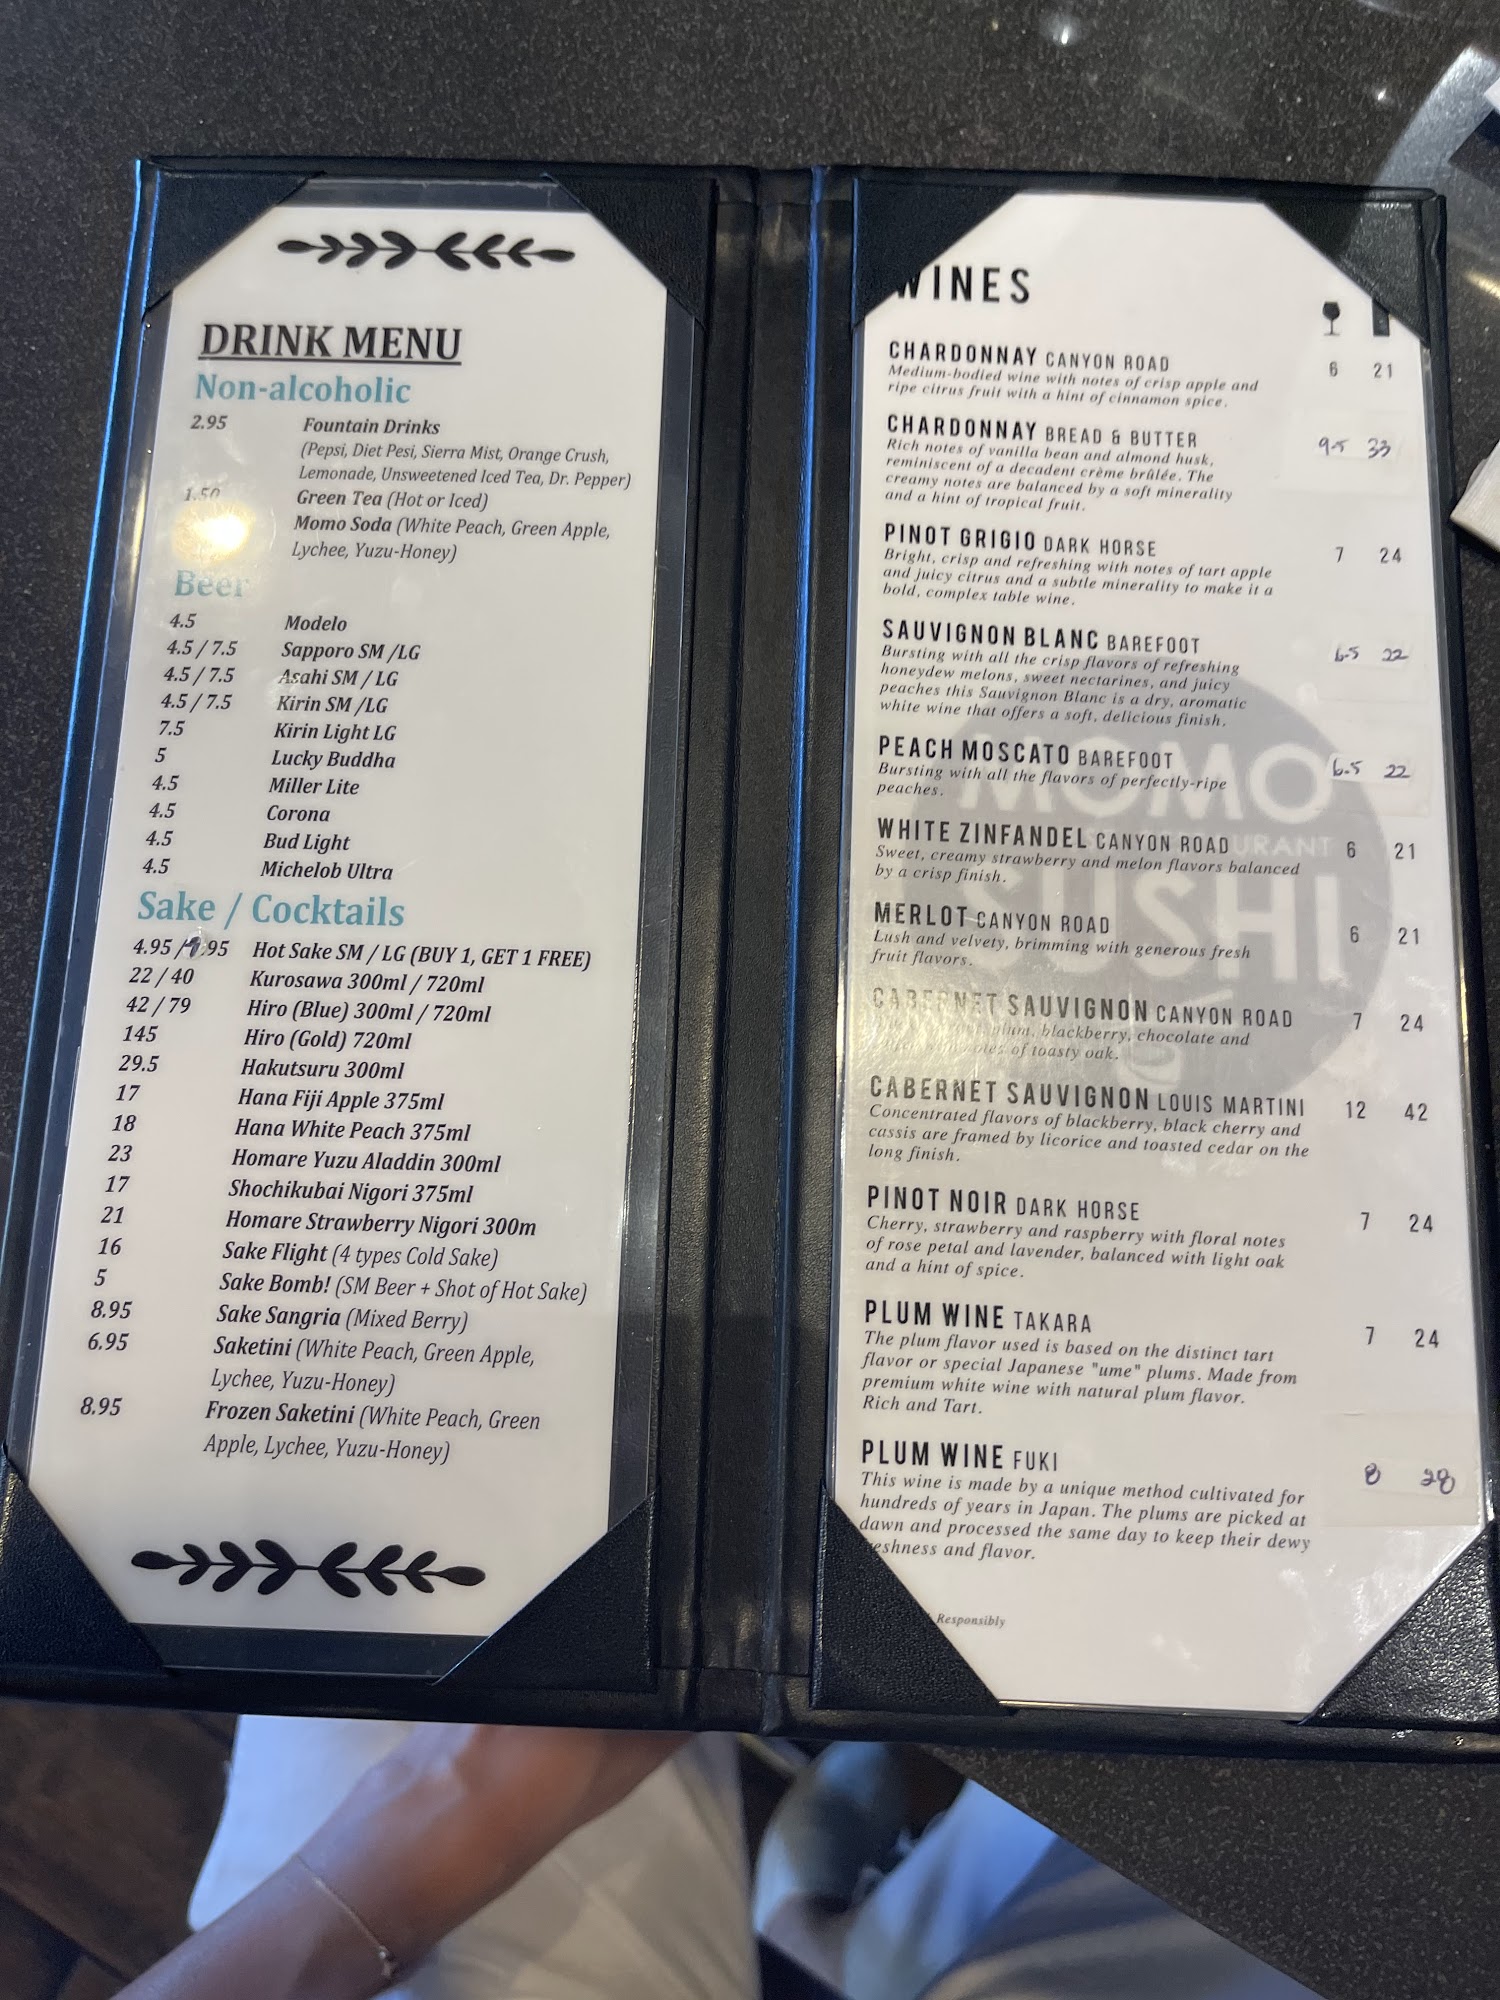 DRINK MENU
Non-alcoholic
2.95 Fountain Drinks
(Pepsi, Diet Pesi, Sierra Mist, Orange Crush,
Lemonade, Unsweetened Iced Tea, Dr. Pepper)
1.50 Green Tea (Hot or Iced)
Momo Soda (White Peach, Green Apple,
Lychee, Yuzu-Honey)
Beer
4.5 Modelo
4.5 / 7.5 Sapporo SM /LG
4.5 / 7.5 Asahi SM / LG
4.5 / 7.5 Kirin SM /LG
7.5 Kirin Light LG
5 Lucky Buddha
4.5 Miller Lite
4.5 Corona
4.5 Bud Light
4.5 Michelob Ultra
Sake / Cocktails
4.95 / .95 Hot Sake SM / LG (BUY 1, GET 1 FREE)
22 / 40 Kurosawa 300ml / 720ml
42 / 79 Hiro (Blue) 300ml / 720ml
145 Hiro (Gold) 720ml
29.5 Hakutsuru 300ml
17 Hana Fiji Apple 375ml
18 Hana White Peach 375ml
23 Homare Yuzu Aladdin 300ml
17 Shochikubai Nigori 375ml
21 Homare Strawberry Nigori 300m
16 Sake Flight (4 types Cold Sake)
5 Sake Bomb! (SM Beer + Shot of Hot Sake)
8.95 Sake Sangria (Mixed Berry)
6.95 Saketini (White Peach, Green Apple,
Lychee, Yuzu-Honey)
8.95 Frozen Saketini (White Peach, Green
Apple, Lychee, Yuzu-Honey)
WINES
CHARDONNAY CANYON ROAD 6 21
Medium-bodied wine with notes of crisp apple and
ripe citrus fruit with a hint of cinnamon spice.
CHARDONNAY BREAD & BUTTER 9.5 33
Rich notes of vanilla bean and almond husk,
reminiscent of a decadent crème brûlée. The
creamy notes are balanced by a soft minerality
and a hint of tropical fruit.
PINOT GRIGIO DARK HORSE 7 24
Bright, crisp and refreshing with notes of tart apple
and juicy citrus and a subtle minerality to make it a
bold, complex table wine.
SAUVIGNON BLANC BAREFOOT 6.5 22
Bursting with all the crisp flavors of refreshing
honeydew melons, sweet nectarines, and juicy
peaches this Sauvignon Blanc is a dry, aromatic
white wine that offers a soft, delicious finish.
PEACH MOSCATO BAREFOOT 6.5 22
Bursting with all the flavors of perfectly-ripe
peaches.
WHITE ZINFANDEL CANYON ROAD 6 21
Sweet, creamy strawberry and melon flavors balanced
by a crisp finish.
MERLOT CANYON ROAD 6 21
Lush and velvety, brimming with generous fresh
fruit flavors.
CABERNET SAUVIGNON CANYON ROAD 7 24
plum, blackberry, chocolate and
notes of toasty oak.
CABERNET SAUVIGNON LOUIS MARTINI 12 42
Concentrated flavors of blackberry, black cherry and
cassis are framed by licorice and toasted cedar on the
long finish.
PINOT NOIR DARK HORSE 7 24
Cherry, strawberry and raspberry with floral notes
of rose petal and lavender, balanced with light oak
and a hint of spice.
PLUM WINE TAKARA 7 24
The plum flavor used is based on the distinct tart
flavor or special Japanese "ume" plums. Made from
premium white wine with natural plum flavor.
Rich and Tart.
PLUM WINE FUKI 8 28
This wine is made by a unique method cultivated for
hundreds of years in Japan. The plums are picked at
dawn and processed the same day to keep their dewy
eshness and flavor.
Responsibly
MOMO
URANT
SUSHI